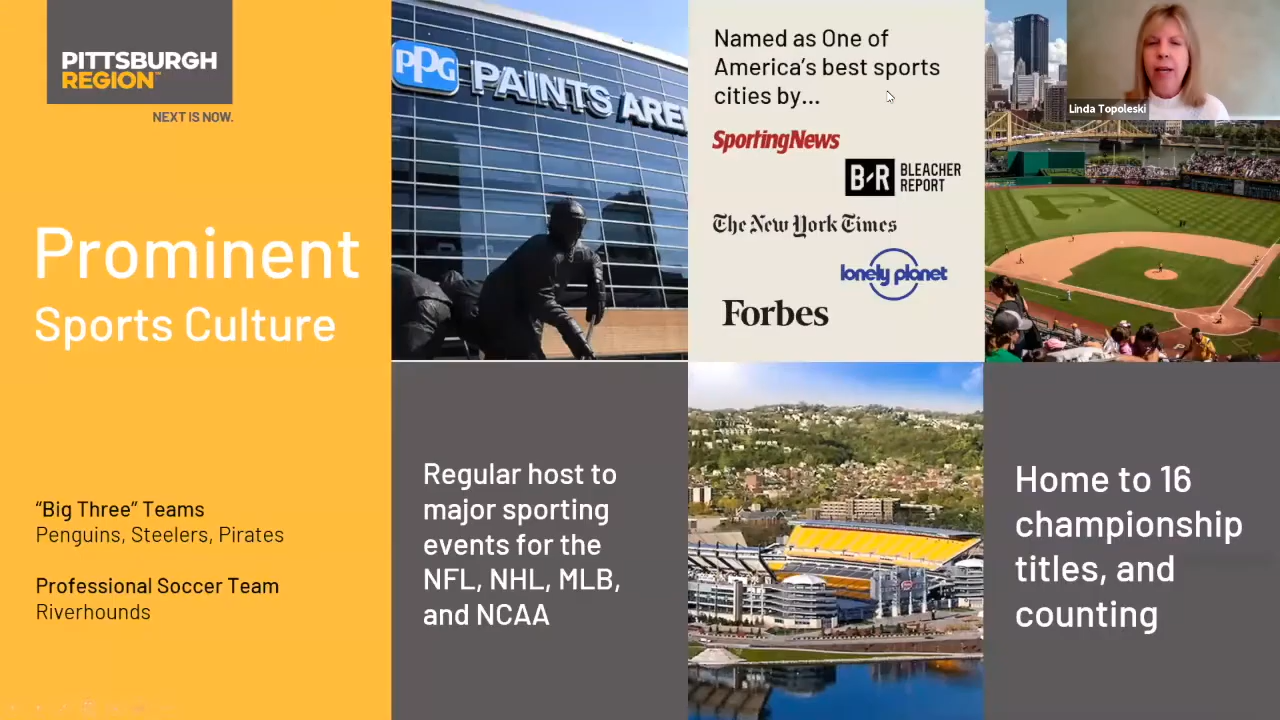 PITTSBURGH
REGION™
NEXT IS NOW.
Prominent
Sports Culture
“Big Three” Teams
Penguins, Steelers, Pirates
Professional Soccer Team
Riverhounds
PPG PAINTS ARE
Named as One of
America’s best sports
cities by...
SportingNews
B/R BLEACHER
REPORT
The New York Times
lonely planet
Forbes
Linda Topoleski
Regular host to
major sporting
events for the
NFL, NHL, MLB,
and NCAA
Home to 16
championship
titles, and
counting